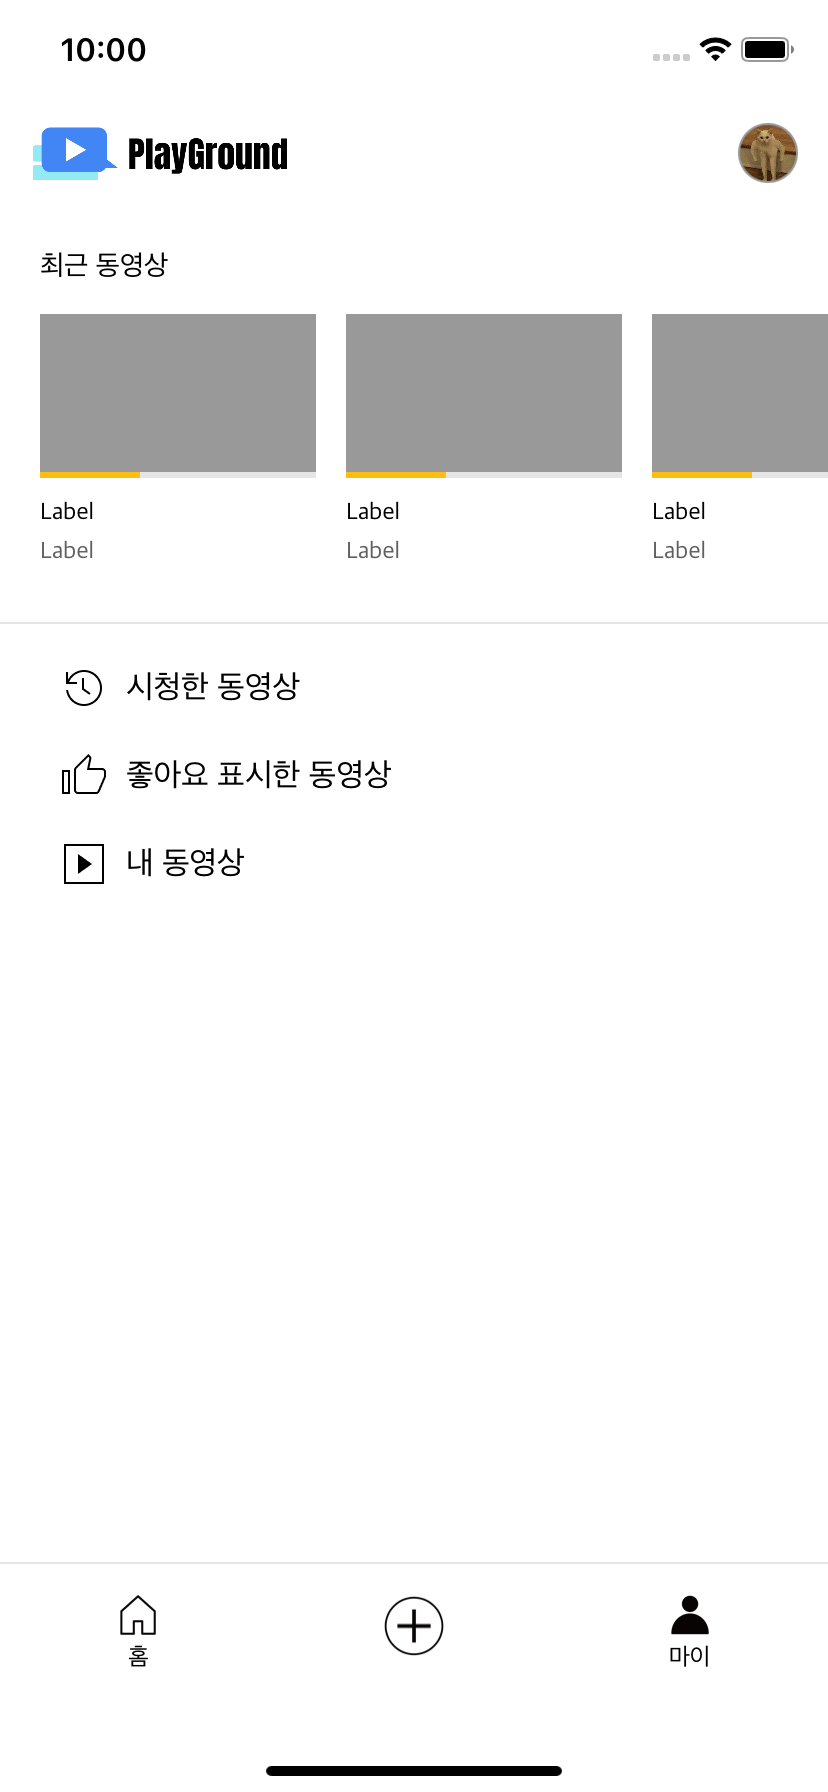 10:00
PlayGround
최근 동영상
Label Label Label
Label Label Label
시청한 동영상
좋아요 표시한 동영상
내 동영상
홈 마이